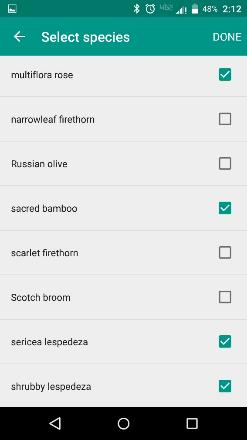 48% 2:12
Select species DONE
multiflora rose
narrowleaf firethorn
Russian olive
sacred bamboo
scarlet firethorn
Scotch broom
sericea lespedeza
shrubby lespedeza